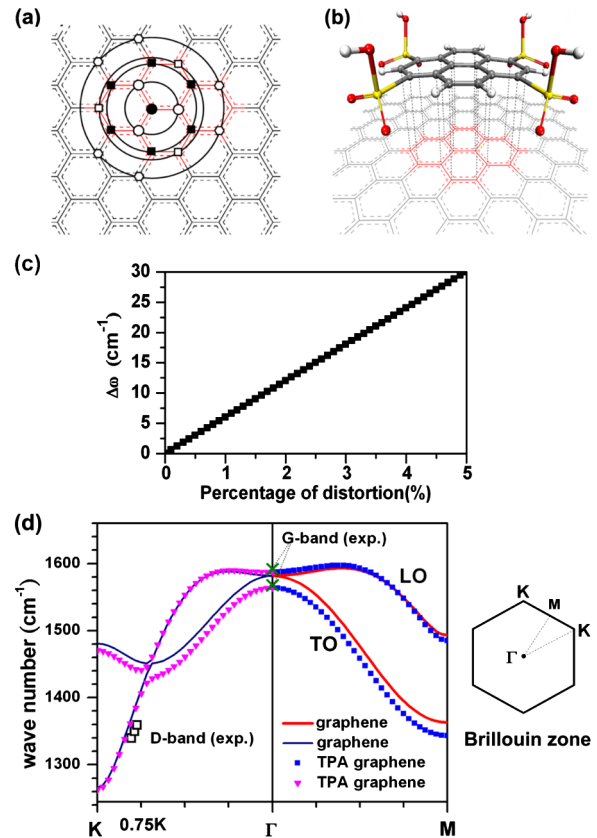 (a)
(b)
(c)
Δω (cm⁻¹)
30
25
20
15
10
5
0
0 1 2 3 4 5
Percentage of distortion(%)
(d)
wave number (cm⁻¹)
1600
1500
1400
1300
G-band (exp.)
LO
TO
D-band (exp.)
graphene
graphene
TPA graphene
TPA graphene
K 0.75K Γ M
K
M
K
Γ
Brillouin zone